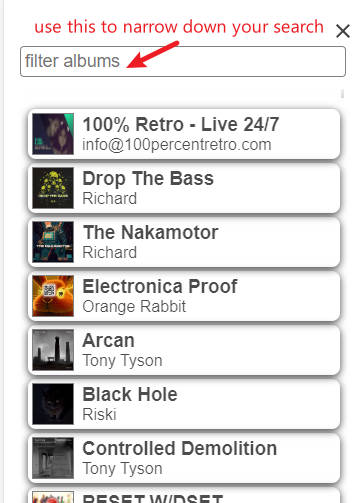 use this to narrow down your search
filter albums
100% Retro - Live 24/7
info@100percentretro.com
Drop The Bass
Richard
The Nakamotor
Richard
Electronica Proof
Orange Rabbit
Arcan
Tony Tyson
Black Hole
Riski
Controlled Demolition
Tony Tyson
RESET W/DSET